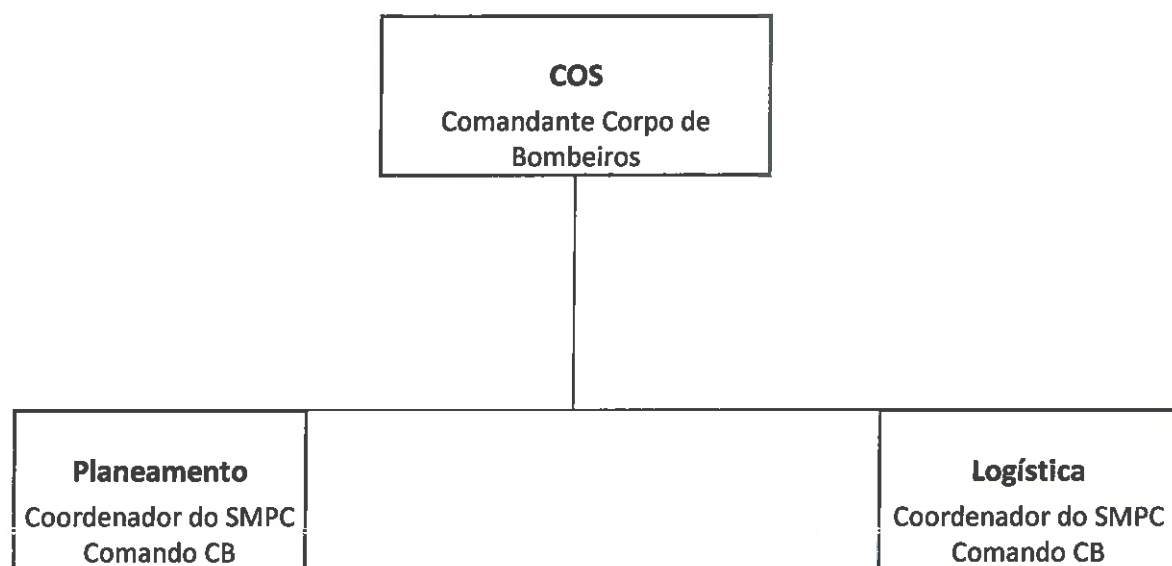 COS
Comandante Corpo de
Bombeiros
Planeamento
Coordenador do SMPC
Comando CB
Logística
Coordenador do SMPC
Comando CB